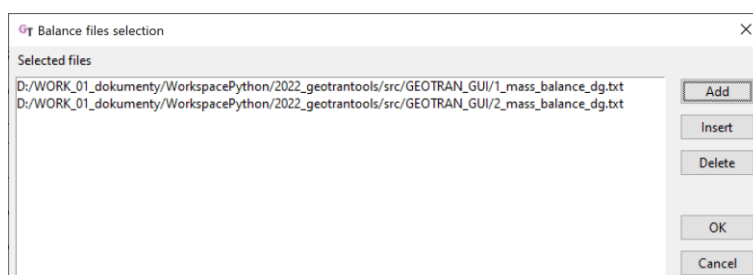 GT Balance files selection
Selected files
D:/WORK_01_dokumenty/WorkspacePython/2022_geotrantools/src/GEOTRAN_GUI/1_mass_balance_dg.txt
D:/WORK_01_dokumenty/WorkspacePython/2022_geotrantools/src/GEOTRAN_GUI/2_mass_balance_dg.txt
Add
Insert
Delete
OK
Cancel